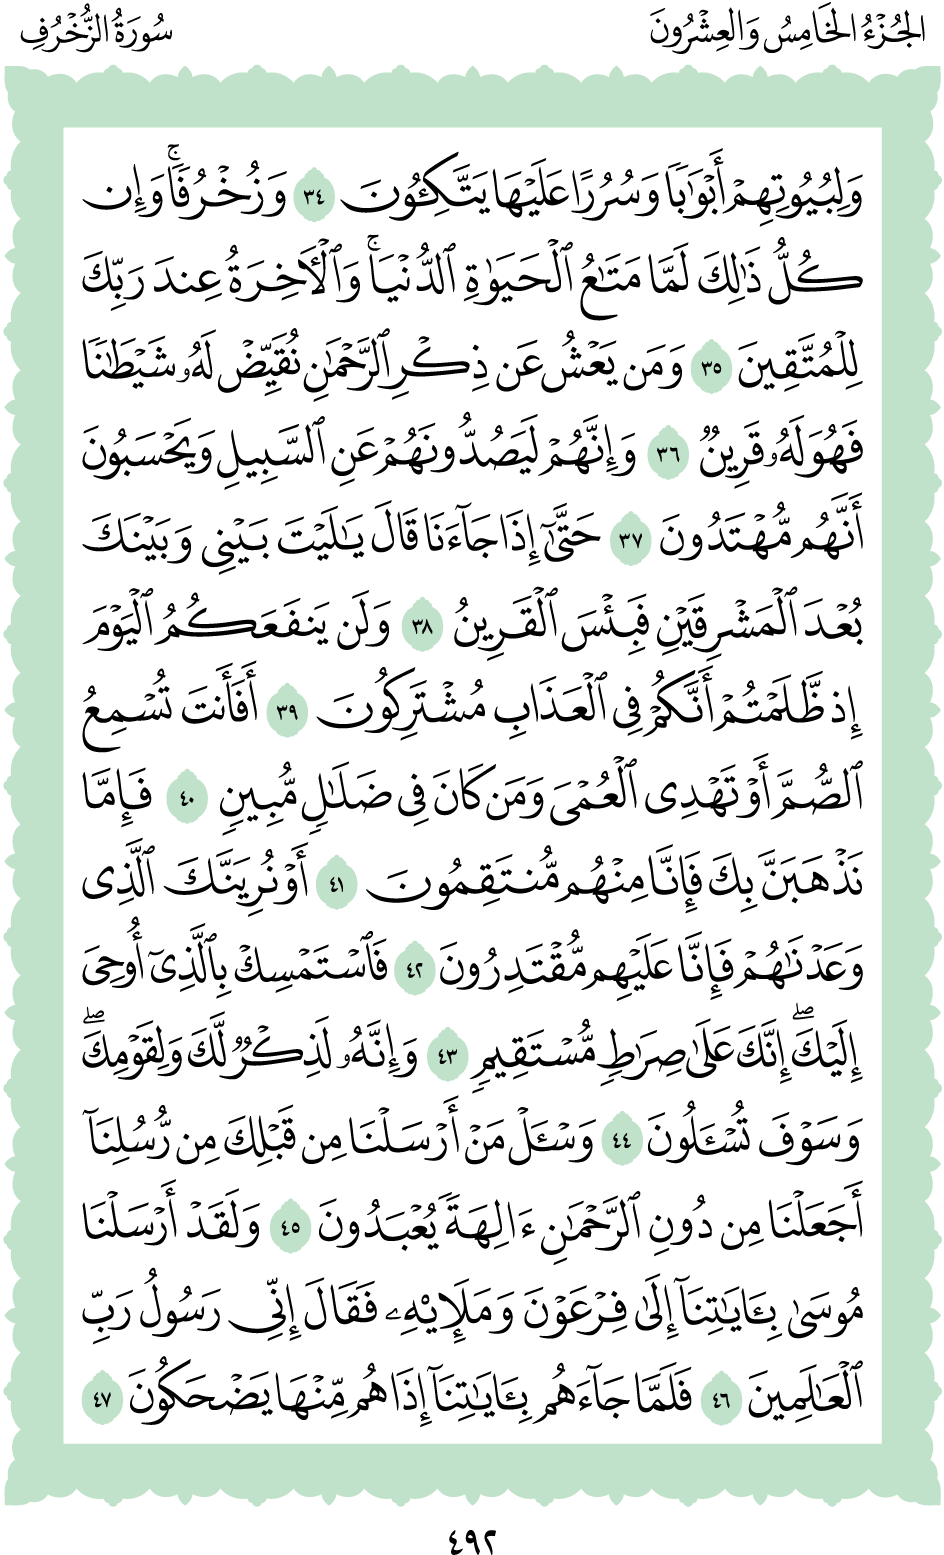 الجُزْءُ الخَامِسُ وَالعِشْرُونَ
سُورَةُ الزُّخْرُفِ
وَلِبُيُوتِهِمْ أَبْوَٰبًا وَسُرُرًا عَلَيْهَا يَتَّكِـُٔونَ ٣٤ وَزُخْرُفًا ۚ وَإِن
كُلُّ ذَٰلِكَ لَمَّا مَتَـٰعُ ٱلْحَيَوٰةِ ٱلدُّنْيَا ۚ وَٱلْـَٔاخِرَةُ عِندَ رَبِّكَ
لِلْمُتَّقِينَ ٣٥ وَمَن يَعْشُ عَن ذِكْرِ ٱلرَّحْمَـٰنِ نُقَيِّضْ لَهُۥ شَيْطَـٰنًا
فَهُوَ لَهُۥ قَرِينٌ ٣٦ وَإِنَّهُمْ لَيَصُدُّونَهُمْ عَنِ ٱلسَّبِيلِ وَيَحْسَبُونَ
أَنَّهُم مُّهْتَدُونَ ٣٧ حَتَّىٰٓ إِذَا جَآءَنَا قَالَ يَـٰلَيْتَ بَيْنِى وَبَيْنَكَ
بُعْدَ ٱلْمَشْرِقَيْنِ فَبِئْسَ ٱلْقَرِينُ ٣٨ وَلَن يَنفَعَكُمُ ٱلْيَوْمَ
إِذ ظَّلَمْتُمْ أَنَّكُمْ فِى ٱلْعَذَابِ مُشْتَرِكُونَ ٣٩ أَفَأَنتَ تُسْمِعُ
ٱلصُّمَّ أَوْ تَهْدِى ٱلْعُمْىَ وَمَن كَانَ فِى ضَلَـٰلٍ مُّبِينٍ ٤٠ فَإِمَّا
نَذْهَبَنَّ بِكَ فَإِنَّا مِنْهُم مُّنتَقِمُونَ ٤١ أَوْ نُرِيَنَّكَ ٱلَّذِى
وَعَدْنَـٰهُمْ فَإِنَّا عَلَيْهِم مُّقْتَدِرُونَ ٤٢ فَٱسْتَمْسِكْ بِٱلَّذِىٓ أُوحِىَ
إِلَيْكَ ۖ إِنَّكَ عَلَىٰ صِرَٰطٍ مُّسْتَقِيمٍ ٤٣ وَإِنَّهُۥ لَذِكْرٌ لَّكَ وَلِقَوْمِكَ ۖ
وَسَوْفَ تُسْـَٔلُونَ ٤٤ وَسْـَٔلْ مَنْ أَرْسَلْنَا مِن قَبْلِكَ مِن رُّسُلِنَآ
أَجَعَلْنَا مِن دُونِ ٱلرَّحْمَـٰنِ ءَالِهَةً يُعْبَدُونَ ٤٥ وَلَقَدْ أَرْسَلْنَا
مُوسَىٰ بِـَٔايَـٰتِنَآ إِلَىٰ فِرْعَوْنَ وَمَلَإِي۟هِۦ فَقَالَ إِنِّى رَسُولُ رَبِّ
ٱلْعَـٰلَمِينَ ٤٦ فَلَمَّا جَآءَهُم بِـَٔايَـٰتِنَآ إِذَا هُم مِّنْهَا يَضْحَكُونَ ٤٧
٤٩٢